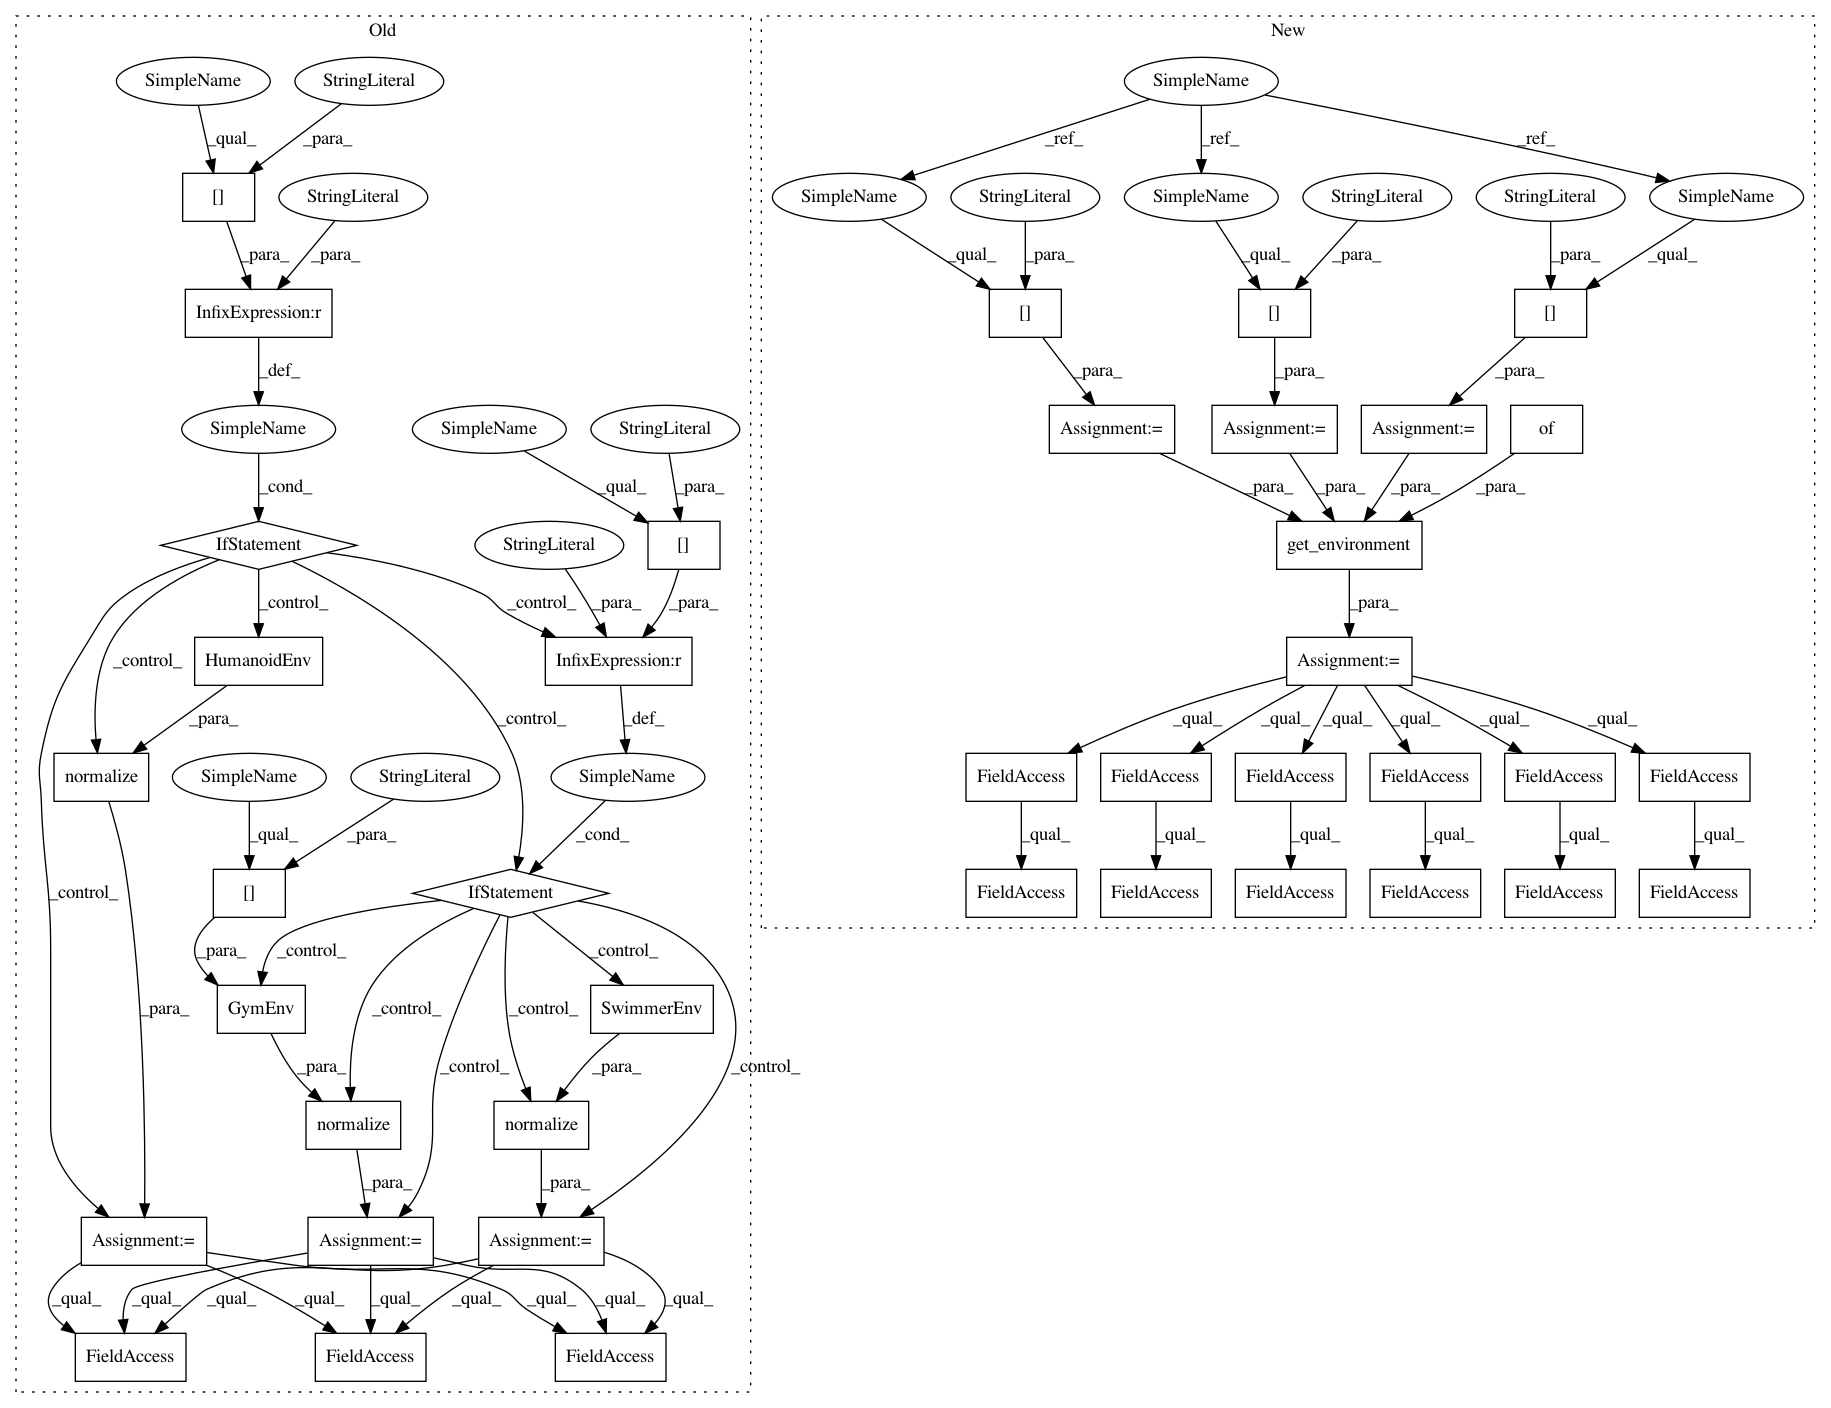 Old
SimpleName
StringLiteral
_qual_
_para_
[]
StringLiteral
_para_
_para_
InfixExpression:r
_def_
SimpleName
SimpleName
StringLiteral
_cond_
_qual_
_para_
IfStatement
StringLiteral
[]
_control_
_control_
_para_
_para_
_control_
HumanoidEnv
InfixExpression:r
_para_
_control_
_def_
normalize
SimpleName
StringLiteral
SimpleName
_qual_
_para_
_cond_
_control_
[]
IfStatement
_para_
_control_
_control_
_para_
GymEnv
_control_
_control_
SwimmerEnv
_para_
_control_
_para_
_control_
normalize
normalize
_para_
_para_
Assignment:=
Assignment:=
Assignment:=
_qual_
_qual_
_qual_
_qual_
_qual_
_qual_
_qual_
_qual_
_qual_
FieldAccess
FieldAccess
FieldAccess
New
SimpleName
_ref_
_ref_
_ref_
SimpleName
StringLiteral
SimpleName
StringLiteral
StringLiteral
SimpleName
_qual_
_para_
_qual_
_para_
_para_
_qual_
[]
[]
[]
_para_
_para_
_para_
Assignment:=
Assignment:=
Assignment:=
of
_para_
_para_
_para_
_para_
get_environment
_para_
Assignment:=
_qual_
_qual_
_qual_
_qual_
_qual_
_qual_
FieldAccess
FieldAccess
FieldAccess
FieldAccess
FieldAccess
FieldAccess
_qual_
_qual_
_qual_
_qual_
_qual_
_qual_
FieldAccess
FieldAccess
FieldAccess
FieldAccess
FieldAccess
FieldAccess